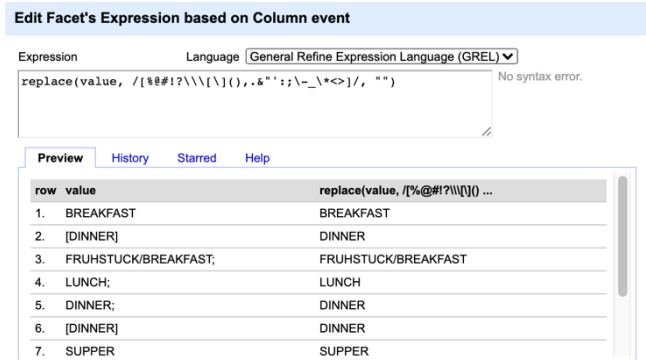 Edit Facet's Expression based on Column event
Expression Language General Refine Expression Language (GREL)
replace(value, /[%@#!?\\\[\](),.&"':;\-_\*<>]/, "")
No syntax error.
Preview History Starred Help
row value replace(value, /[%@#!?\\\[\]() ...
1. BREAKFAST BREAKFAST
2. [DINNER] DINNER
3. FRUHSTUCK/BREAKFAST; FRUHSTUCK/BREAKFAST
4. LUNCH; LUNCH
5. DINNER; DINNER
6. [DINNER] DINNER
7. SUPPER SUPPER